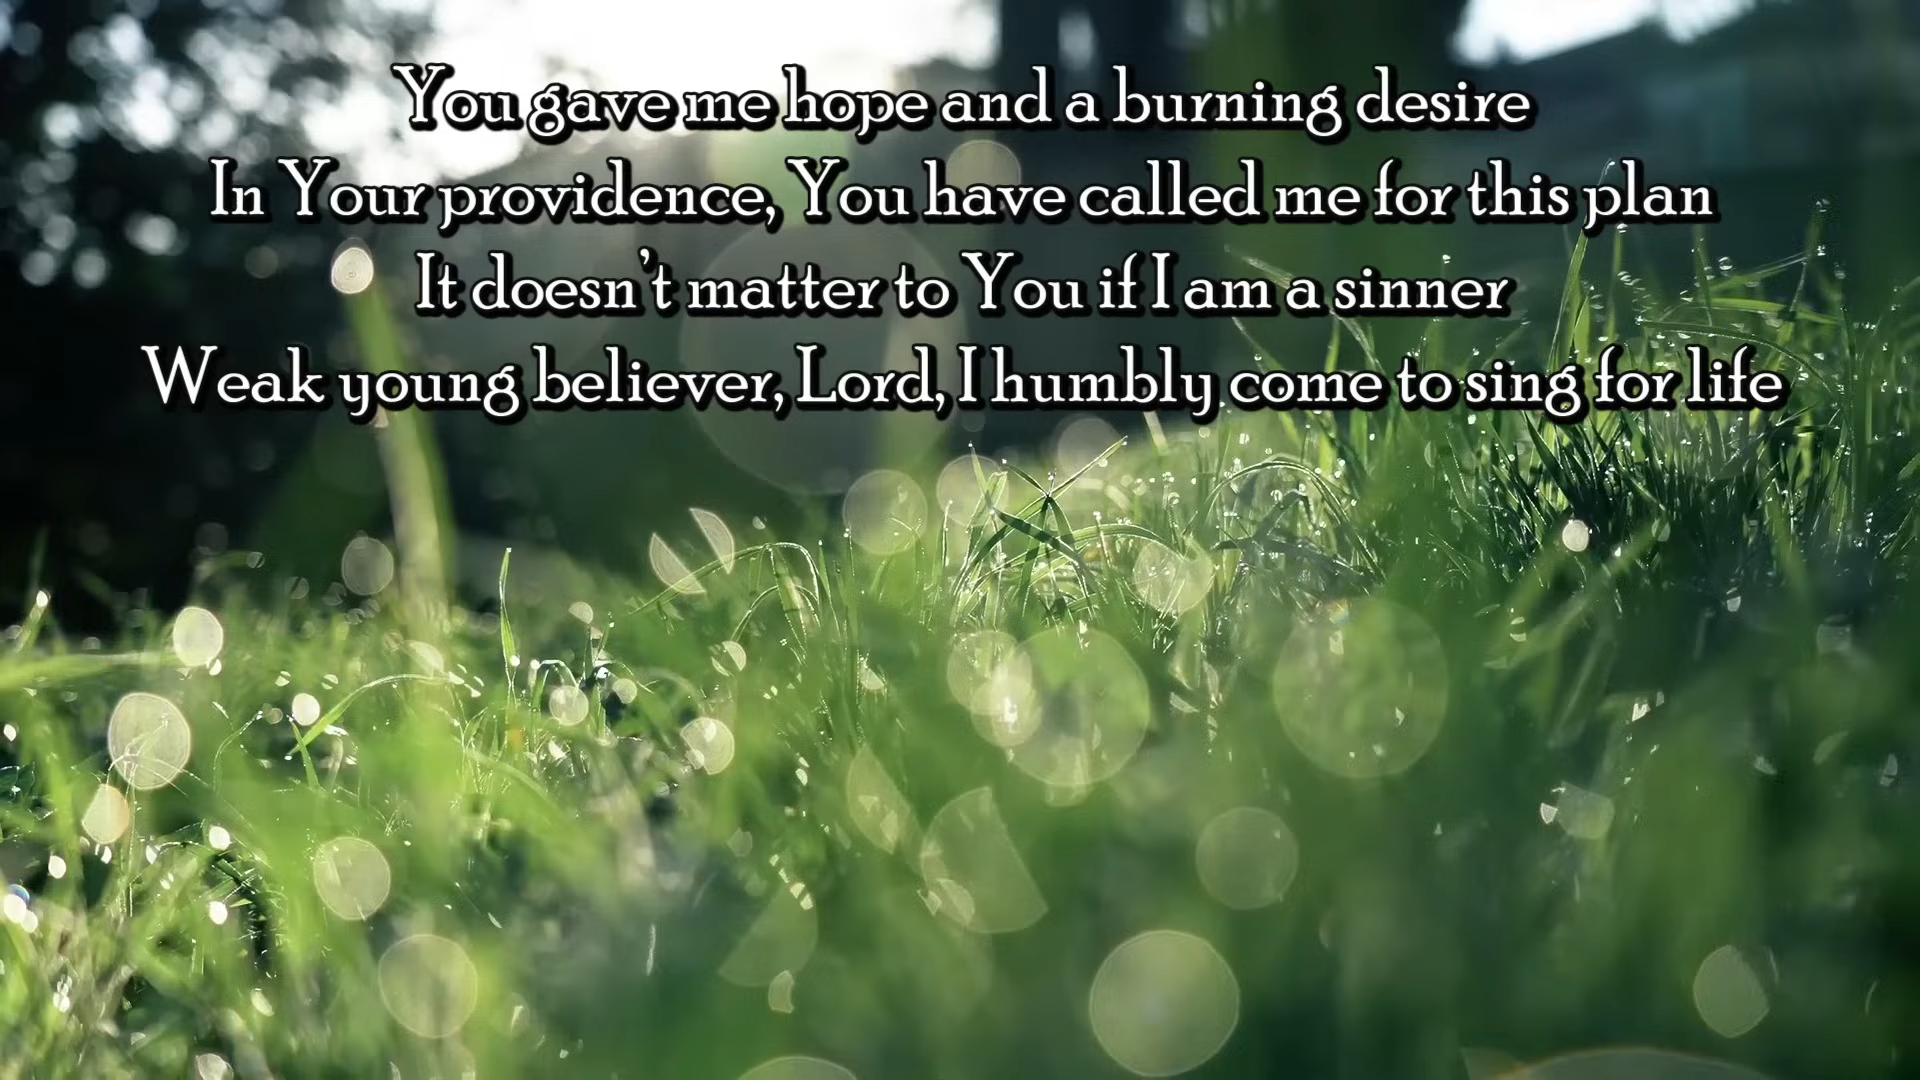 You gave me hope and a burning desire
In Your providence, You have called me for this plan
It doesn't matter to You if I am a sinner
Weak young believer, Lord, I humbly come to sing for life